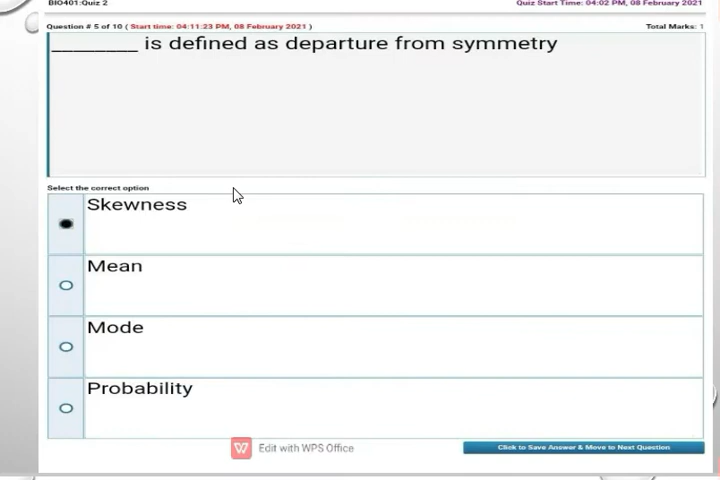 BIO401:Quiz 2
Quiz Start Time: 04:02 PM, 08 February 2021
Question # 5 of 10 ( Start time: 04:11:23 PM, 08 February 2021 )
Total Marks: 1
________ is defined as departure from symmetry
Select the correct option
Skewness
Mean
Mode
Probability
W Edit with WPS Office
Click to Save Answer & Move to Next Question